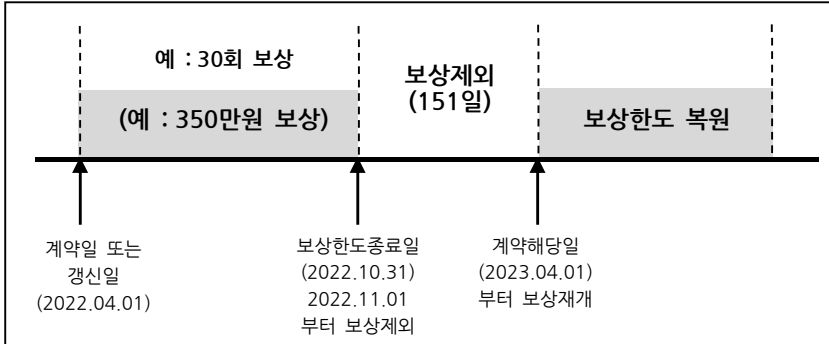 예 : 30회 보상
(예 : 350만원 보상)
보상제외
(151일)
보상한도 복원
계약일 또는
갱신일
(2022.04.01)
보상한도종료일
(2022.10.31)
2022.11.01
부터 보상제외
계약해당일
(2023.04.01)
부터 보상재개